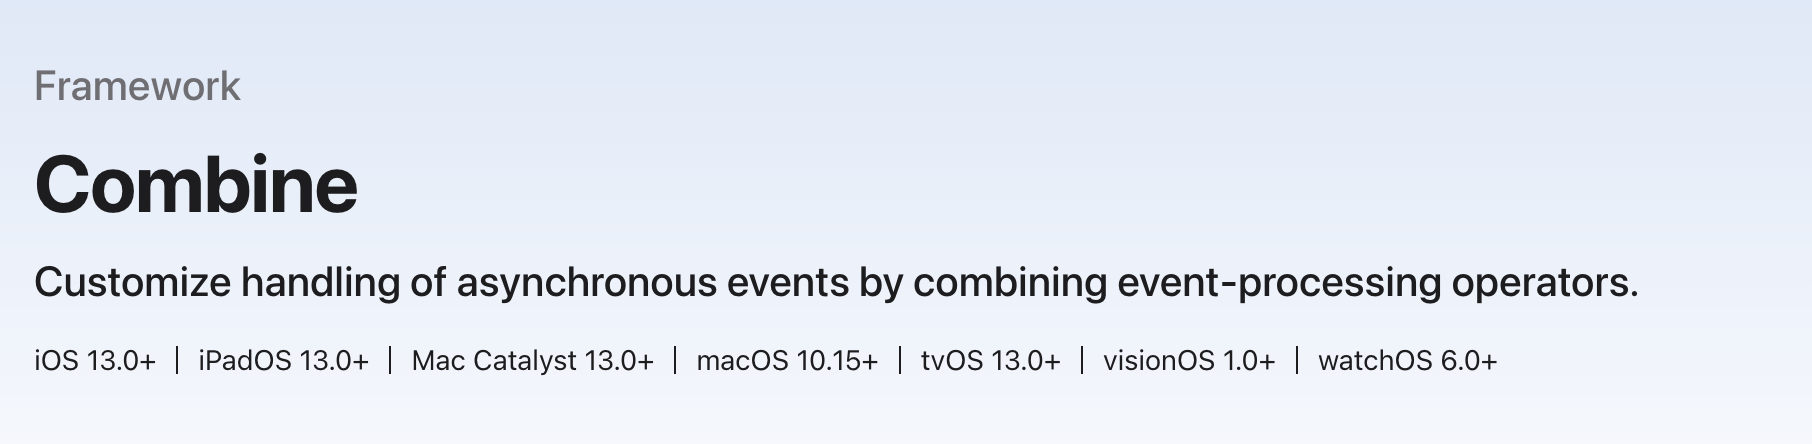 Framework
Combine
Customize handling of asynchronous events by combining event-processing operators.
iOS 13.0+ | iPadOS 13.0+ | Mac Catalyst 13.0+ | macOS 10.15+ | tvOS 13.0+ | visionOS 1.0+ | watchOS 6.0+